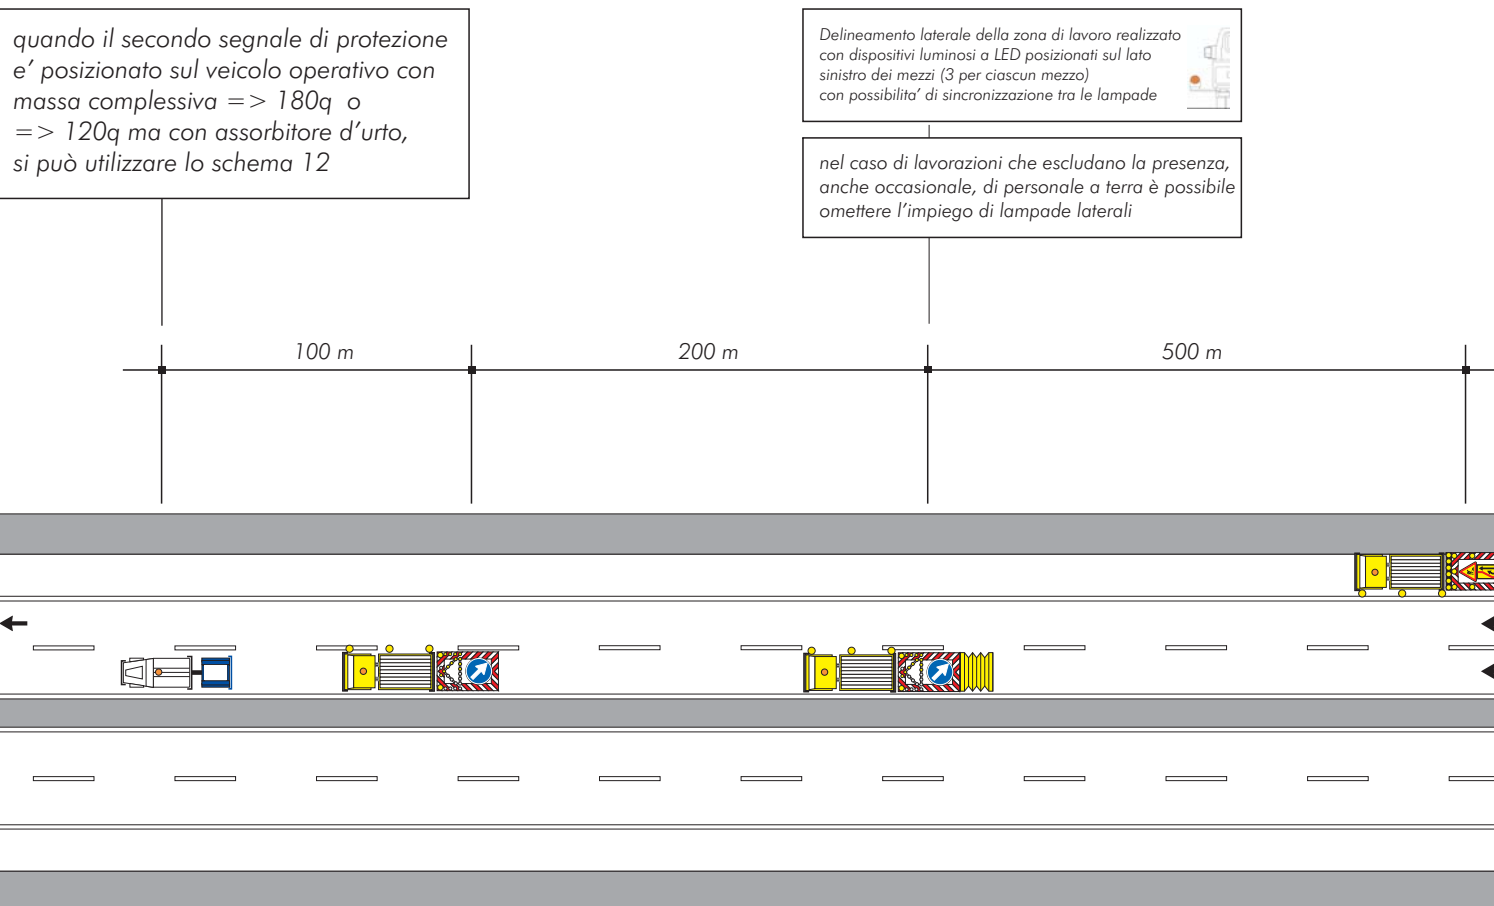 quando il secondo segnale di protezione
e' posizionato sul veicolo operativo con
massa complessiva => 180q o
=> 120q ma con assorbitore d'urto,
si può utilizzare lo schema 12
Delineamento laterale della zona di lavoro realizzato
con dispositivi luminosi a LED posizionati sul lato
sinistro dei mezzi (3 per ciascun mezzo)
con possibilita' di sincronizzazione tra le lampade
nel caso di lavorazioni che escludano la presenza,
anche occasionale, di personale a terra è possibile
omettere l'impiego di lampade laterali
100 m
200 m
500 m